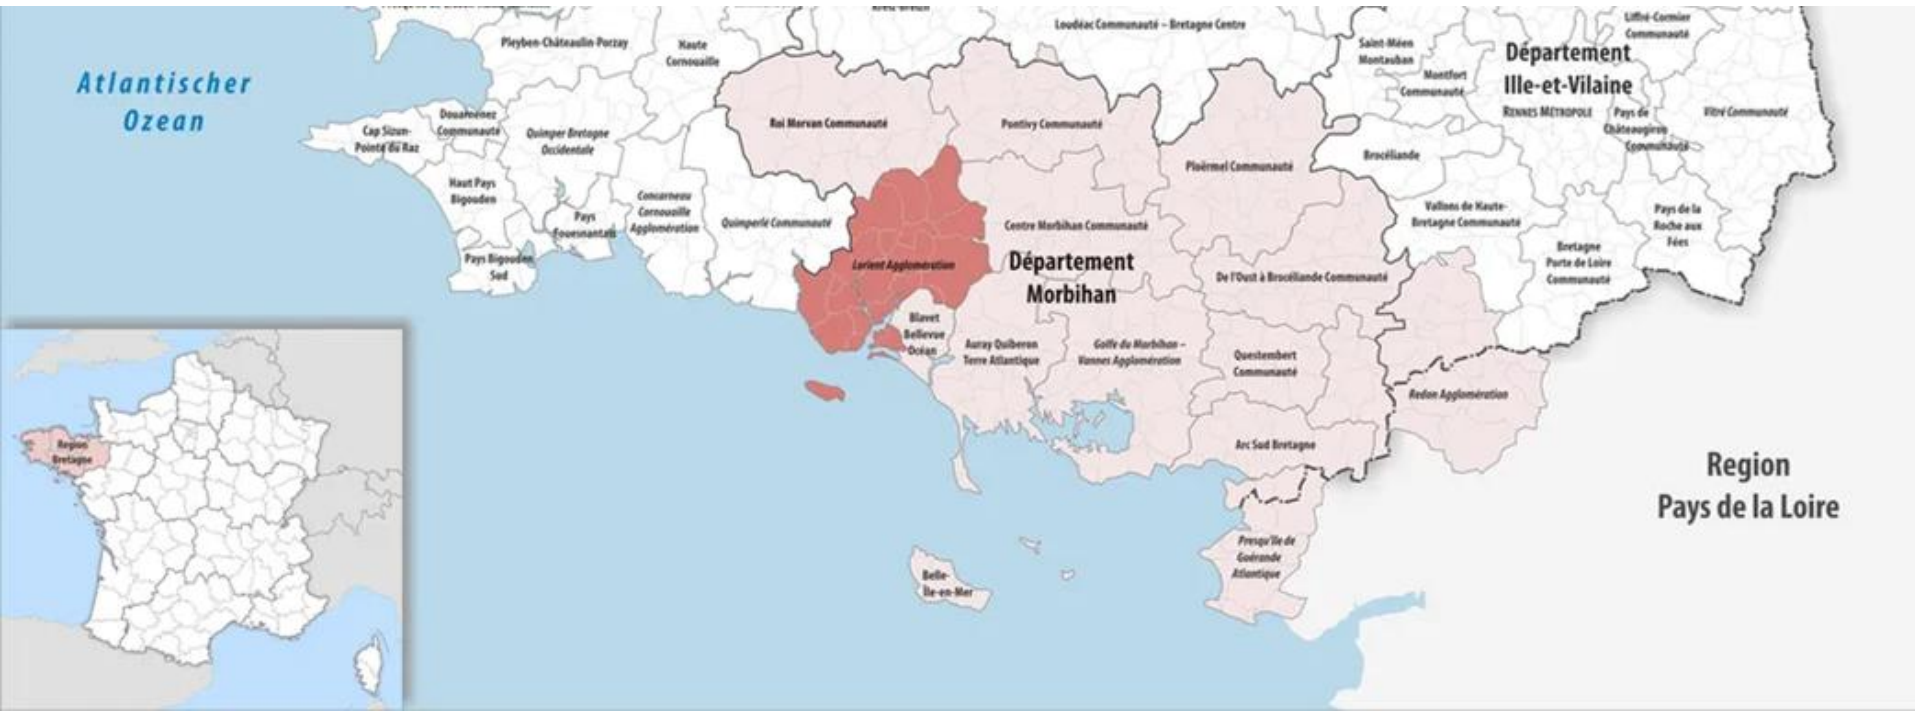 Loudéac Communauté – Bretagne Centre
Liffré-Cormier
Communauté
Pleyben-Châteaulin-Porzay
Haute
Cornouaille
Saint-Méen
Montauban
Département
Ille-et-Vilaine
Montfort
Communauté
Atlantischer
Ozean
RENNES MÉTROPOLE
Pays de
Châteaugiron
Communauté
Vitré Communauté
Cap Sizun-
Pointe du Raz
Douarnenez
Communauté
Quimper Bretagne
Occidentale
Roi Morvan Communauté
Pontivy Communauté
Ploërmel Communauté
Brocéliande
Haut Pays
Bigouden
Concarneau
Cornouaille
Agglomération
Pays
Fouesnantais
Quimperlé Communauté
Centre Morbihan Communauté
Vallons de Haute-
Bretagne Communauté
Pays de la
Roche aux
Fées
Pays Bigouden
Sud
Lorient Agglomération
Département
Morbihan
De l'Oust à Brocéliande Communauté
Bretagne
Porte de Loire
Communauté
Blavet
Bellevue
Océan
Auray Quiberon
Terre Atlantique
Golfe du Morbihan –
Vannes Agglomération
Questembert
Communauté
Redon Agglomération
Arc Sud Bretagne
Region
Bretagne
Region
Pays de la Loire
Presqu'île de
Guérande
Atlantique
Belle-
Île-en-Mer